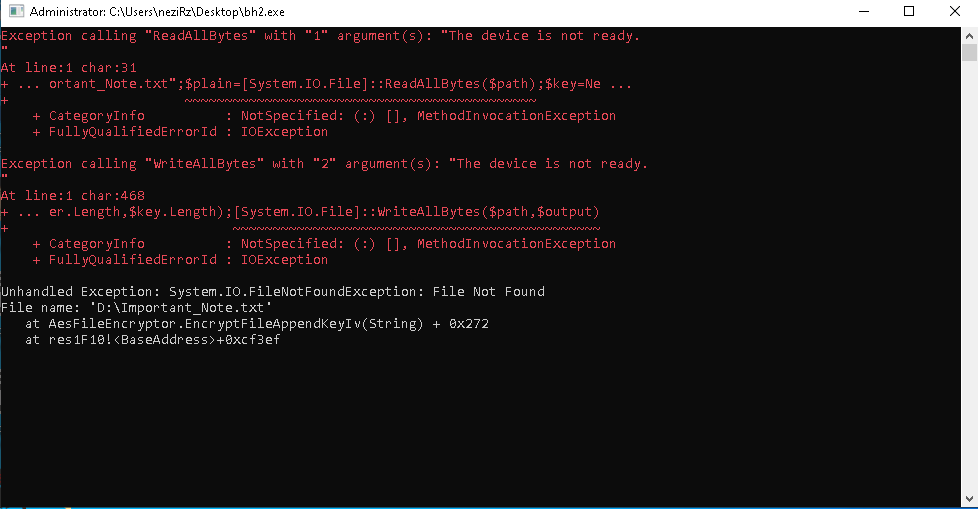 Administrator: C:\Users\neziRz\Desktop\bh2.exe
Exception calling "ReadAllBytes" with "1" argument(s): "The device is not ready.
"
At line:1 char:31
+ ... ortant_Note.txt";$plain=[System.IO.File]::ReadAllBytes($path);$key=Ne ...
+                      ~~~~~~~~~~~~~~~~~~~~~~~~~~~~~~~~~~~~~~~~~~~~
    + CategoryInfo          : NotSpecified: (:) [], MethodInvocationException
    + FullyQualifiedErrorId : IOException
Exception calling "WriteAllBytes" with "2" argument(s): "The device is not ready.
"
At line:1 char:468
+ ... er.Length,$key.Length);[System.IO.File]::WriteAllBytes($path,$output)
+                            ~~~~~~~~~~~~~~~~~~~~~~~~~~~~~~~~~~~~~~~~~~~~~~
    + CategoryInfo          : NotSpecified: (:) [], MethodInvocationException
    + FullyQualifiedErrorId : IOException
Unhandled Exception: System.IO.FileNotFoundException: File Not Found
File name: 'D:\Important_Note.txt'
   at AesFileEncryptor.EncryptFileAppendKeyIv(String) + 0x272
   at res1F10!<BaseAddress>+0xcf3ef